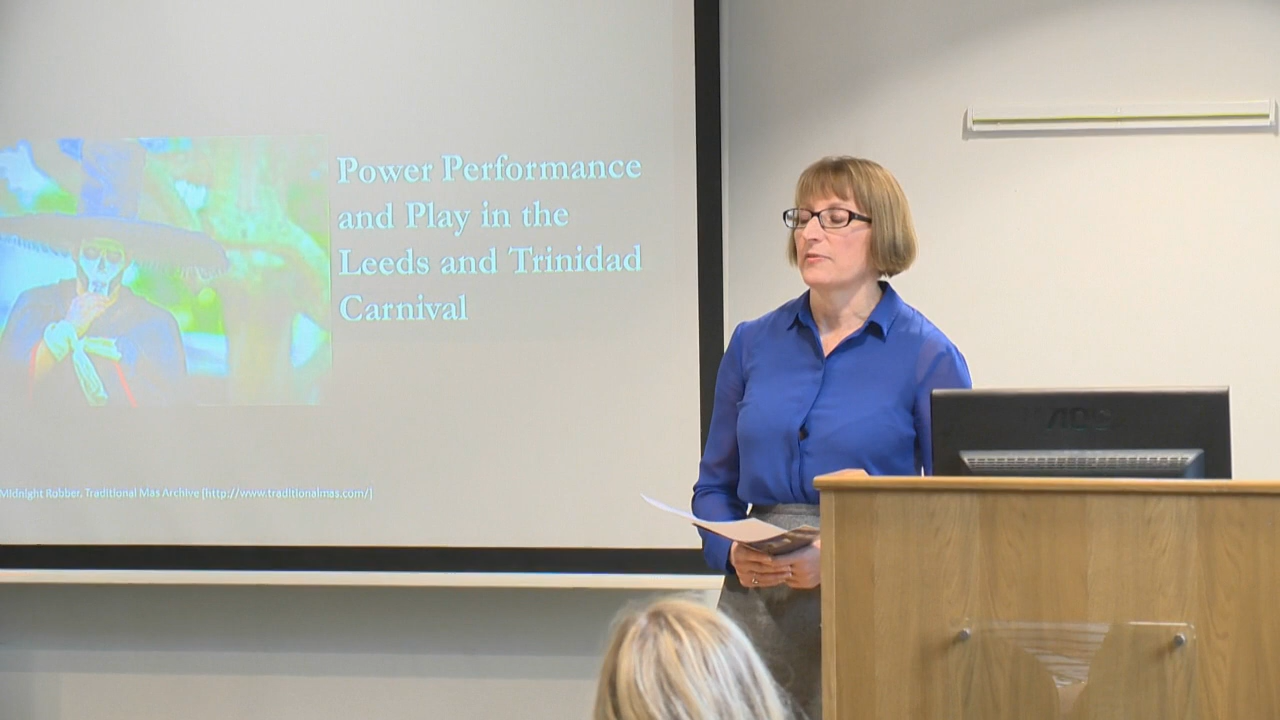 Power Performance
and Play in the
Leeds and Trinidad
Carnival
Midnight Robber, Traditional Mas Archive [http://www.traditionalmas.com/]
AOC